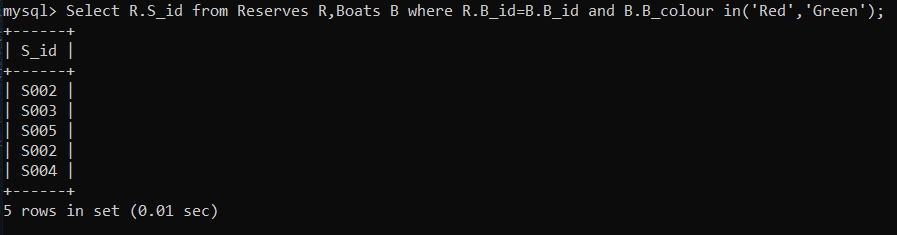 mysql> Select R.S_id from Reserves R,Boats B where R.B_id=B.B_id and B.B_colour in('Red','Green');
+------+
| S_id |
+------+
| S002 |
| S003 |
| S005 |
| S002 |
| S004 |
+------+
5 rows in set (0.01 sec)